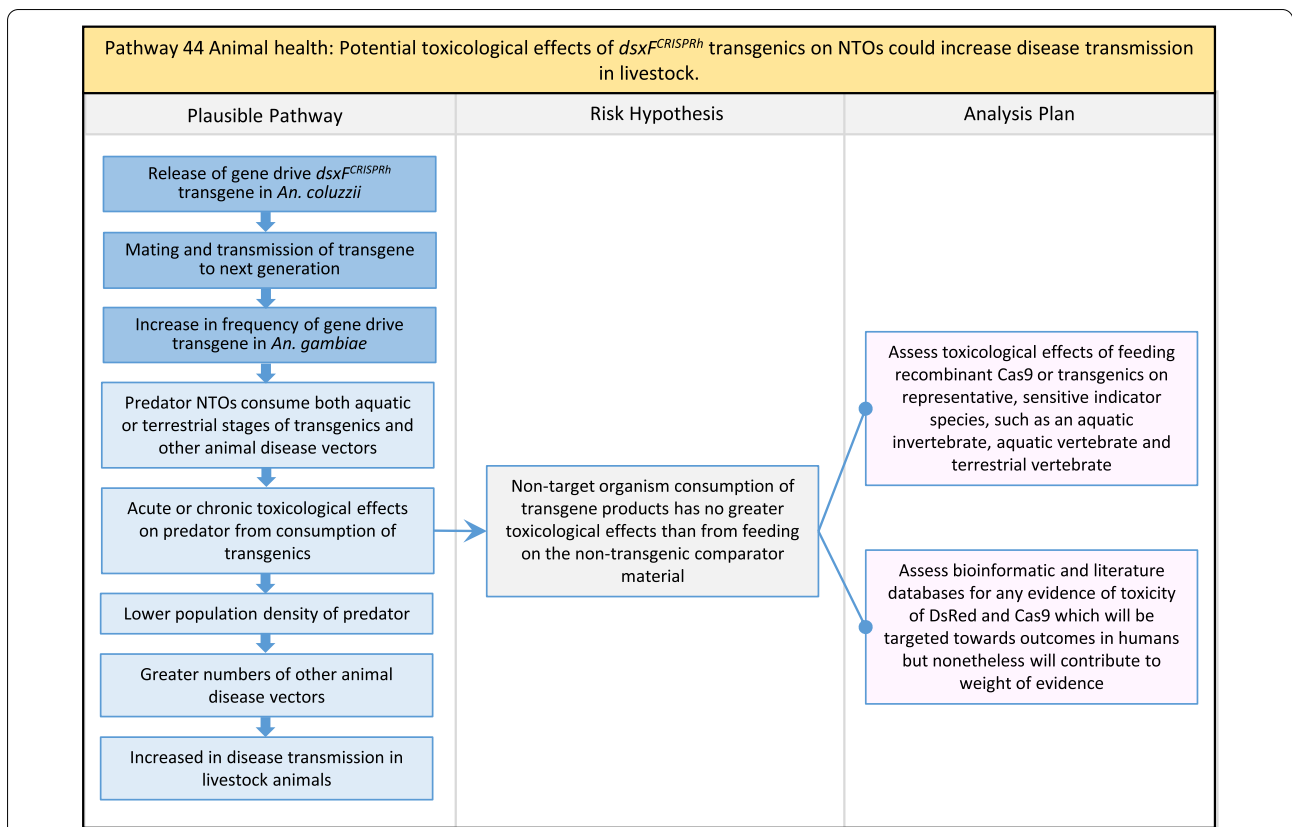 Pathway 44 Animal health: Potential toxicological effects of dsxF^CRISPRh transgenics on NTOs could increase disease transmission
in livestock.
Plausible Pathway
Risk Hypothesis
Analysis Plan
Release of gene drive dsxF^CRISPRh
transgene in An. coluzzii
Mating and transmission of transgene
to next generation
Increase in frequency of gene drive
transgene in An. gambiae
Predator NTOs consume both aquatic
or terrestrial stages of transgenics and
other animal disease vectors
Acute or chronic toxicological effects
on predator from consumption of
transgenics
Lower population density of predator
Greater numbers of other animal
disease vectors
Increased in disease transmission in
livestock animals
Non-target organism consumption of
transgene products has no greater
toxicological effects than from feeding
on the non-transgenic comparator
material
Assess toxicological effects of feeding
recombinant Cas9 or transgenics on
representative, sensitive indicator
species, such as an aquatic
invertebrate, aquatic vertebrate and
terrestrial vertebrate
Assess bioinformatic and literature
databases for any evidence of toxicity
of DsRed and Cas9 which will be
targeted towards outcomes in humans
but nonetheless will contribute to
weight of evidence